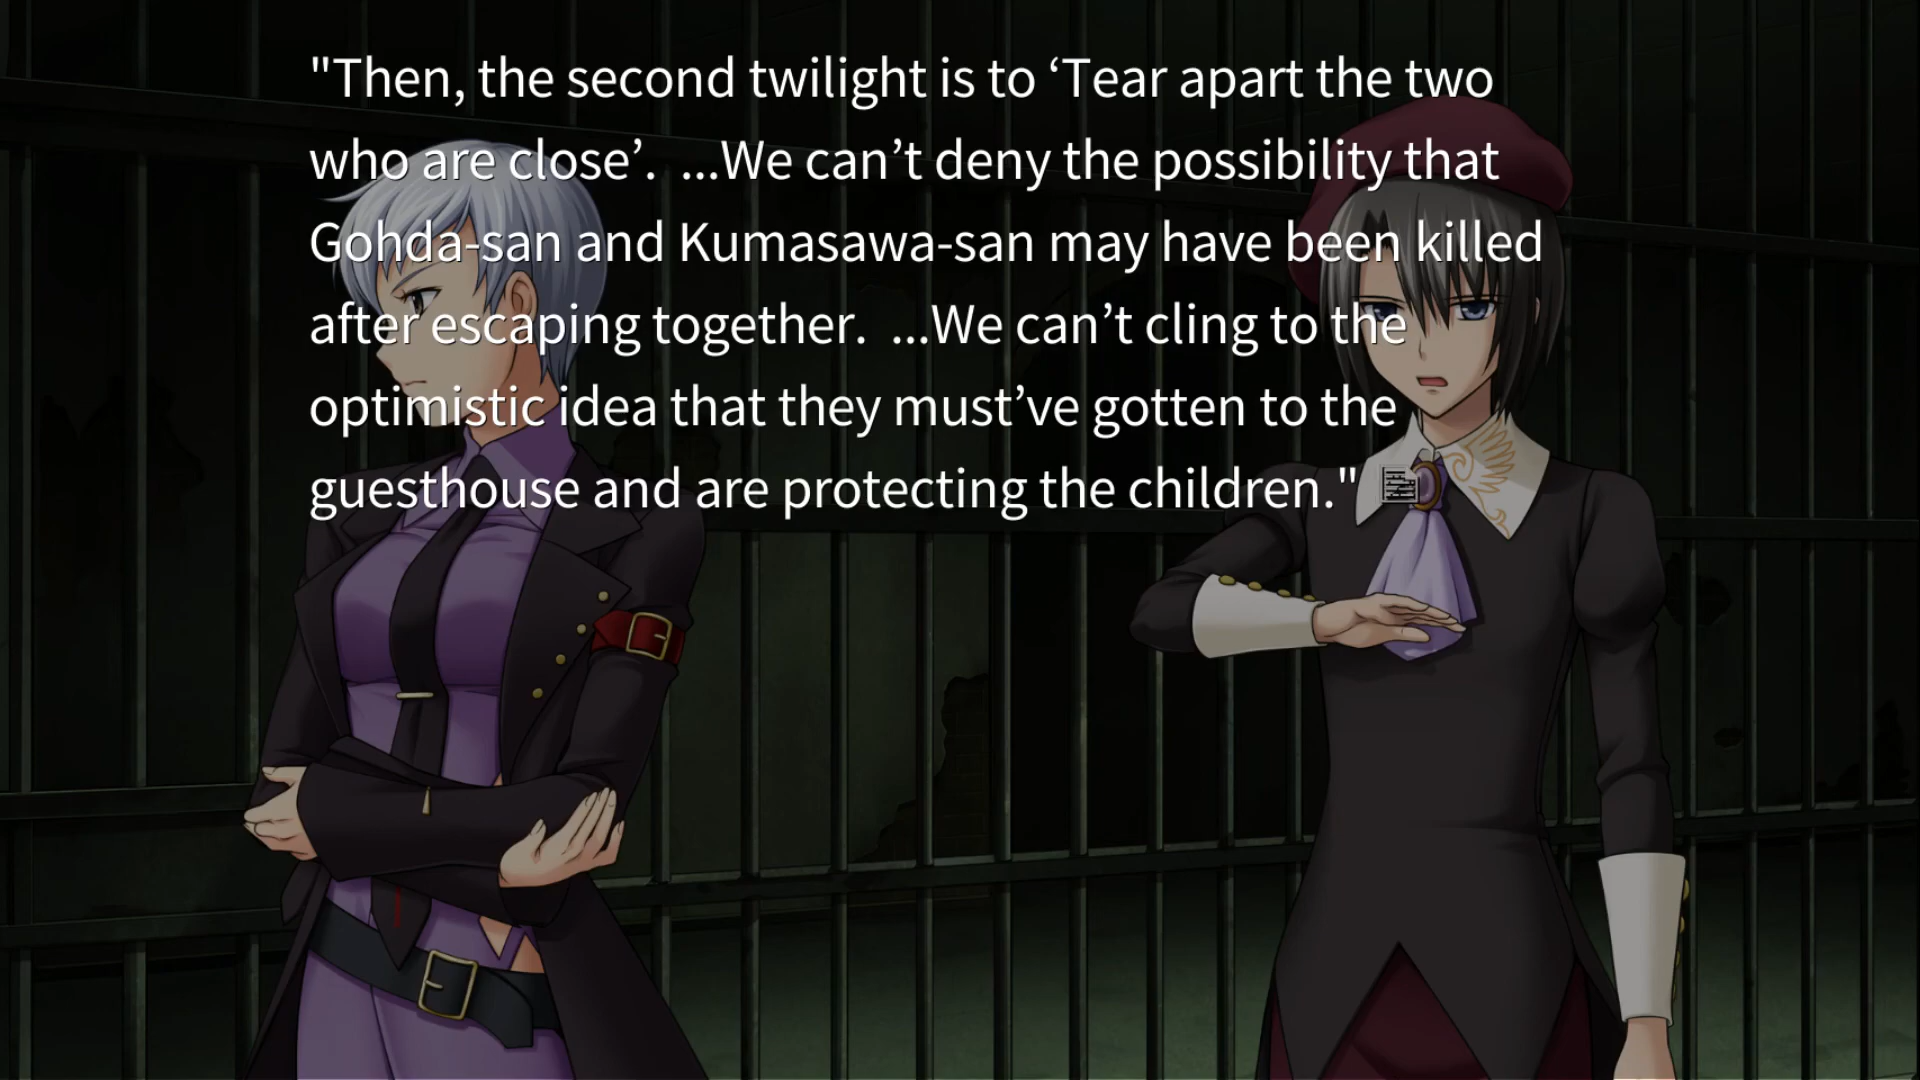 "Then, the second twilight is to ‘Tear apart the two
who are close’.  ...We can’t deny the possibility that
Gohda-san and Kumasawa-san may have been killed
after escaping together.  ...We can’t cling to the
optimistic idea that they must’ve gotten to the
guesthouse and are protecting the children."